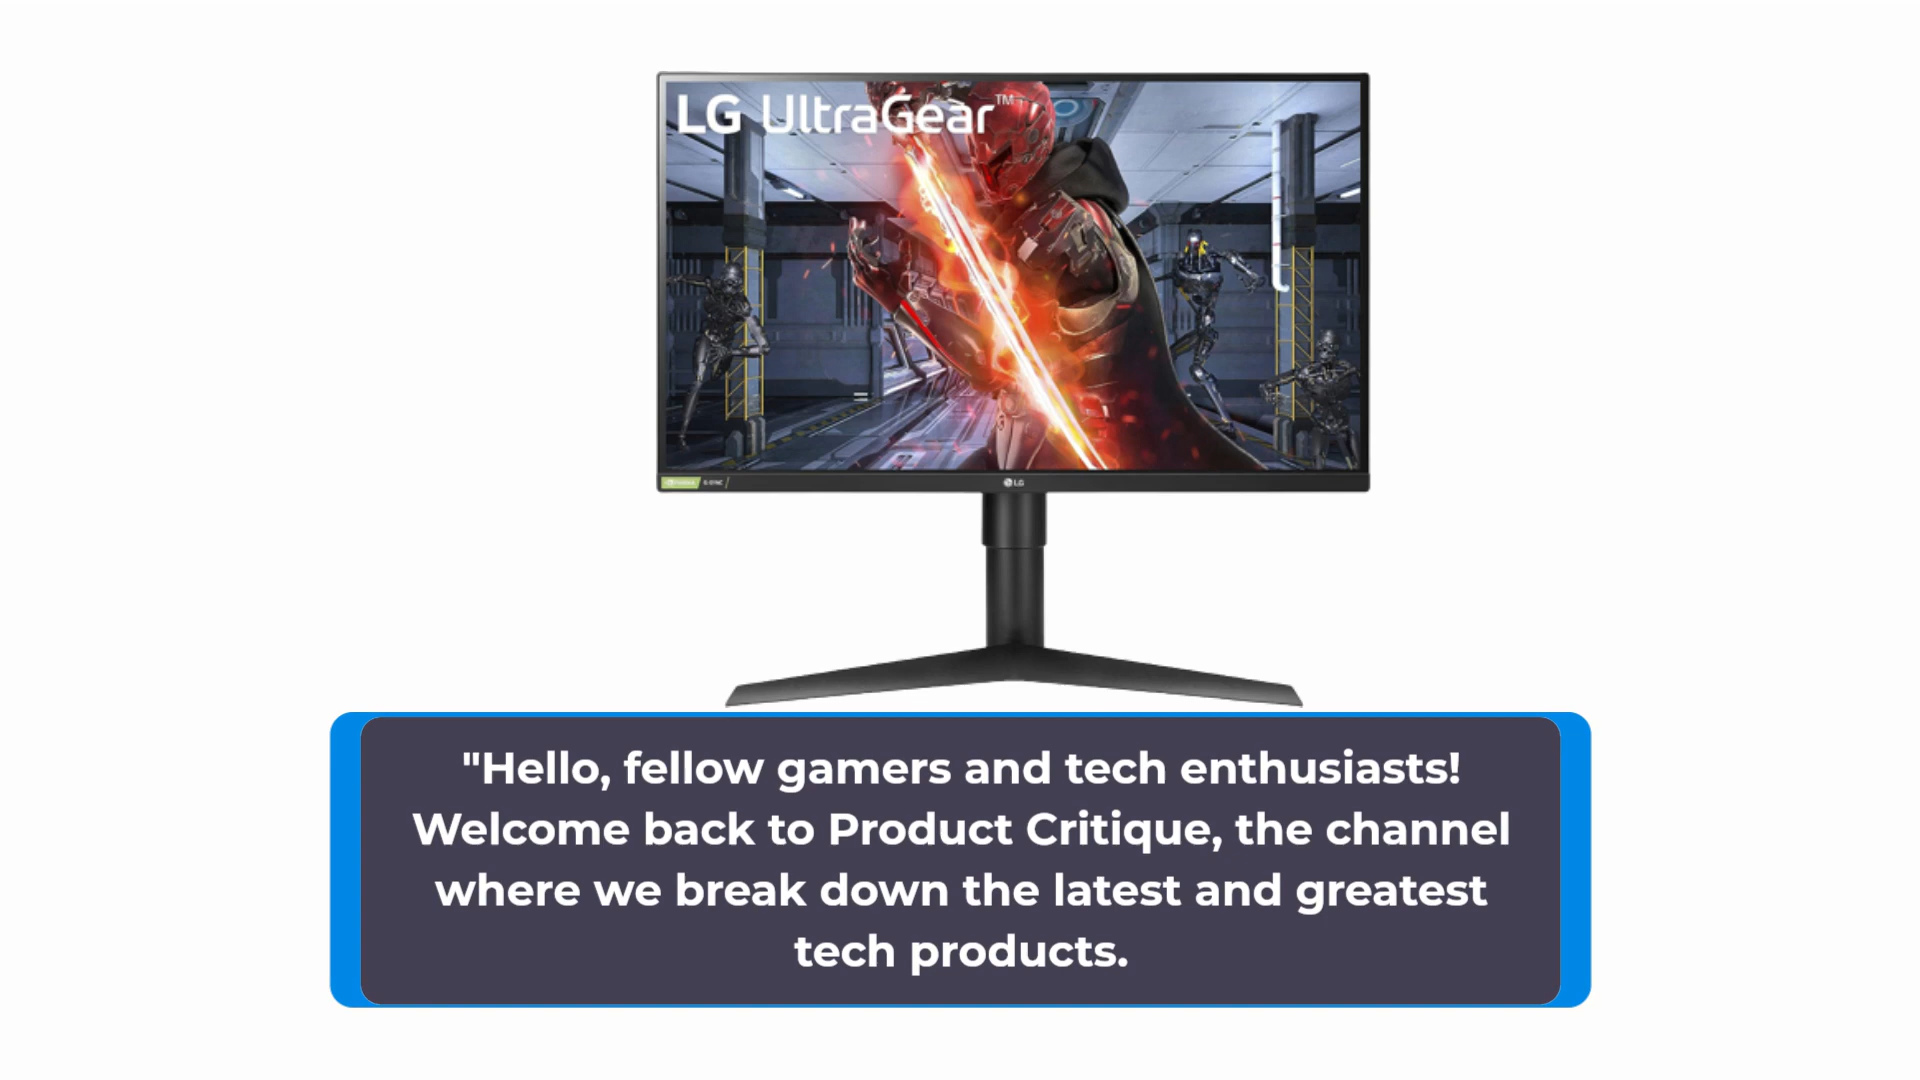 LG UltraGear™
G-SYNC
LG
"Hello, fellow gamers and tech enthusiasts!
Welcome back to Product Critique, the channel
where we break down the latest and greatest
tech products.